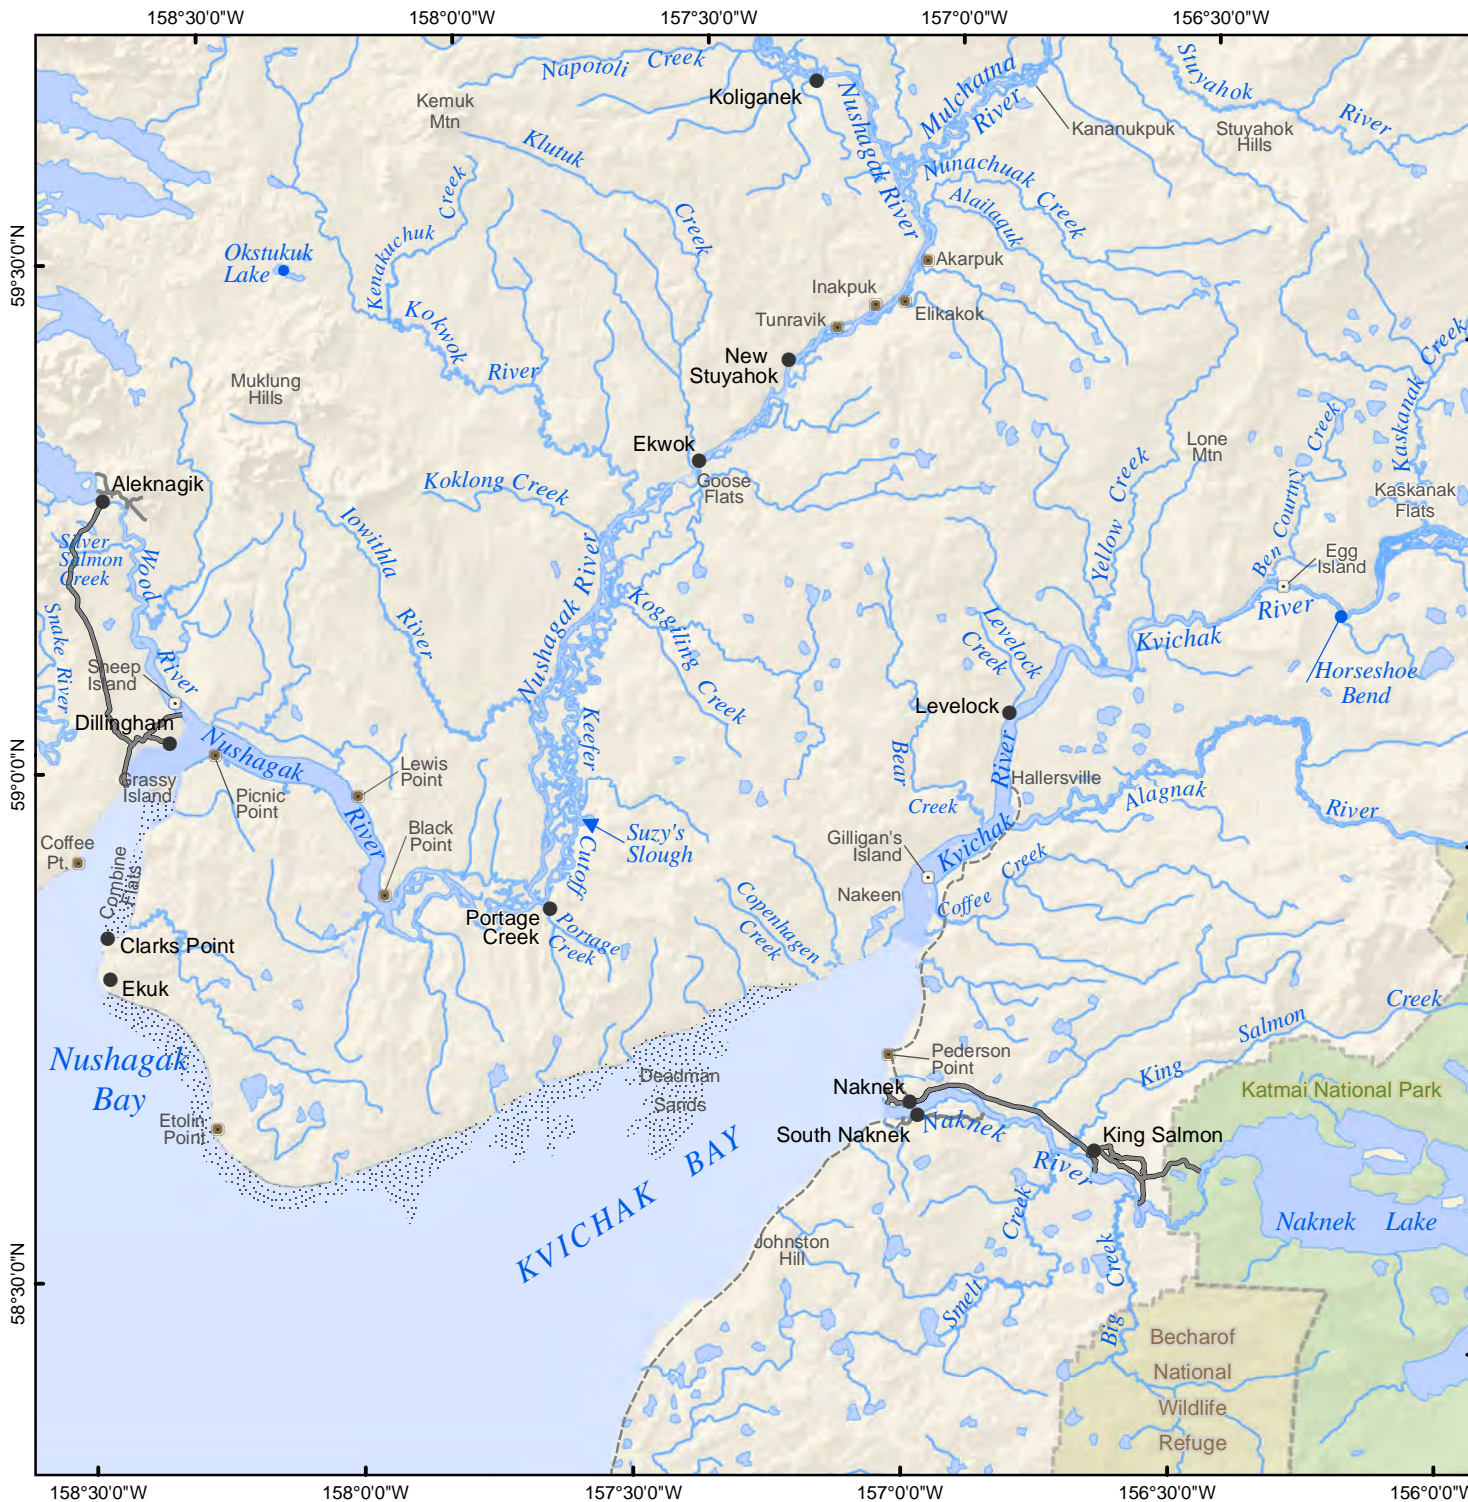 158°30'0"W
158°0'0"W
157°30'0"W
157°0'0"W
156°30'0"W
Napotoli Creek
Koliganek
Kemuk
Mtn
Klutuk
Creek
Nushagak River
Mulchatna
River
Kananukpuk
Stuyahok
River
Stuyahok
Hills
Nunachuak Creek
Alailaquk
Kenakuchuk Creek
Okstukuk
Lake
59°30'0"N
Akarpuk
Inakpuk
Elikakok
Tunravik
Kokwok
River
New
Stuyahok
Muklung
Hills
Kaskanak Creek
Ben Courtny Creek
Lone
Mtn
Ekwok
Goose
Flats
Koklong Creek
Yellow Creek
Kaskanak
Flats
Aleknagik
Silver
Salmon
Creek
Wood
River
Iowithla
River
Nushagak River
Egg
Island
Snake River
Koggiling Creek
Levelock
Creek
Kvichak
River
Horseshoe
Bend
Sheep
Island
Dillingham
Nushagak
River
Keefer
Cutoff
Levelock
River
Bear
Creek
59°0'0"N
Grassy
Island
Picnic
Point
Lewis
Point
Hallersville
Alagnak
River
Black
Point
Suzy's
Slough
Coffee
Pt.
Combine
Flats
Gilligan's
Island
Kvichak
Nakeen
Coffee Creek
Copenhagen
Creek
Portage
Creek
Portage
Creek
Clarks Point
Ekuk
Nushagak
Bay
Salmon
Creek
King
Deadman
Sands
Pederson
Point
Naknek
South Naknek
Naknek
River
King Salmon
Katmai National Park
Etolin
Point
KVICHAK BAY
Naknek Lake
Johnston
Hill
Creek
Smelt
Big Creek
58°30'0"N
Becharof
National
Wildlife
Refuge
158°30'0"W
158°0'0"W
157°30'0"W
157°0'0"W
156°30'0"W
156°0'0"W